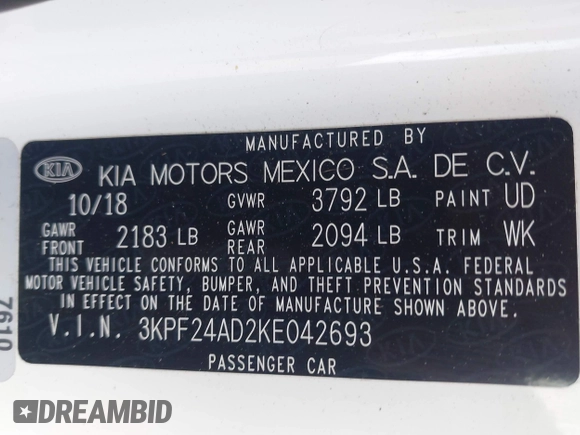 MANUFACTURED BY
KIA KIA MOTORS MEXICO S.A. DE C.V.
10/18 GVWR 3792 LB PAINT UD
GAWR FRONT 2183 LB GAWR REAR 2094 LB TRIM WK
THIS VEHICLE CONFORMS TO ALL APPLICABLE U.S.A. FEDERAL
MOTOR VEHICLE SAFETY, BUMPER, AND THEFT PREVENTION STANDARDS
IN EFFECT ON THE DATE OF MANUFACTURE SHOWN ABOVE.
V.I.N. 3KPF24AD2KE042693
PASSENGER CAR
7610
DREAMBID